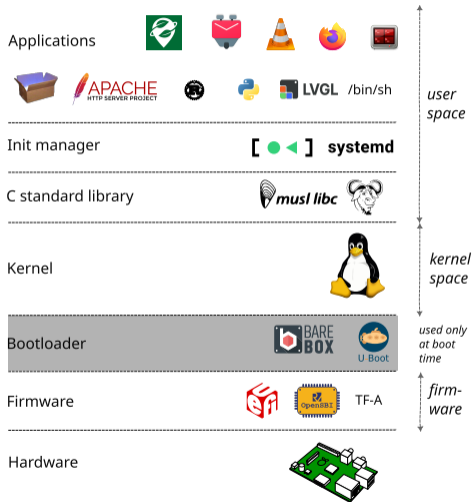 Applications
APACHE
HTTP SERVER PROJECT
LVGL
/bin/sh
user
space
Init manager
[ ● ◀ ] systemd
C standard library
musl libc
Kernel
kernel
space
Bootloader
BARE
BOX
U Boot
used only
at boot
time
Firmware
UEFI
OpenSBI
TF-A
firm-
ware
Hardware